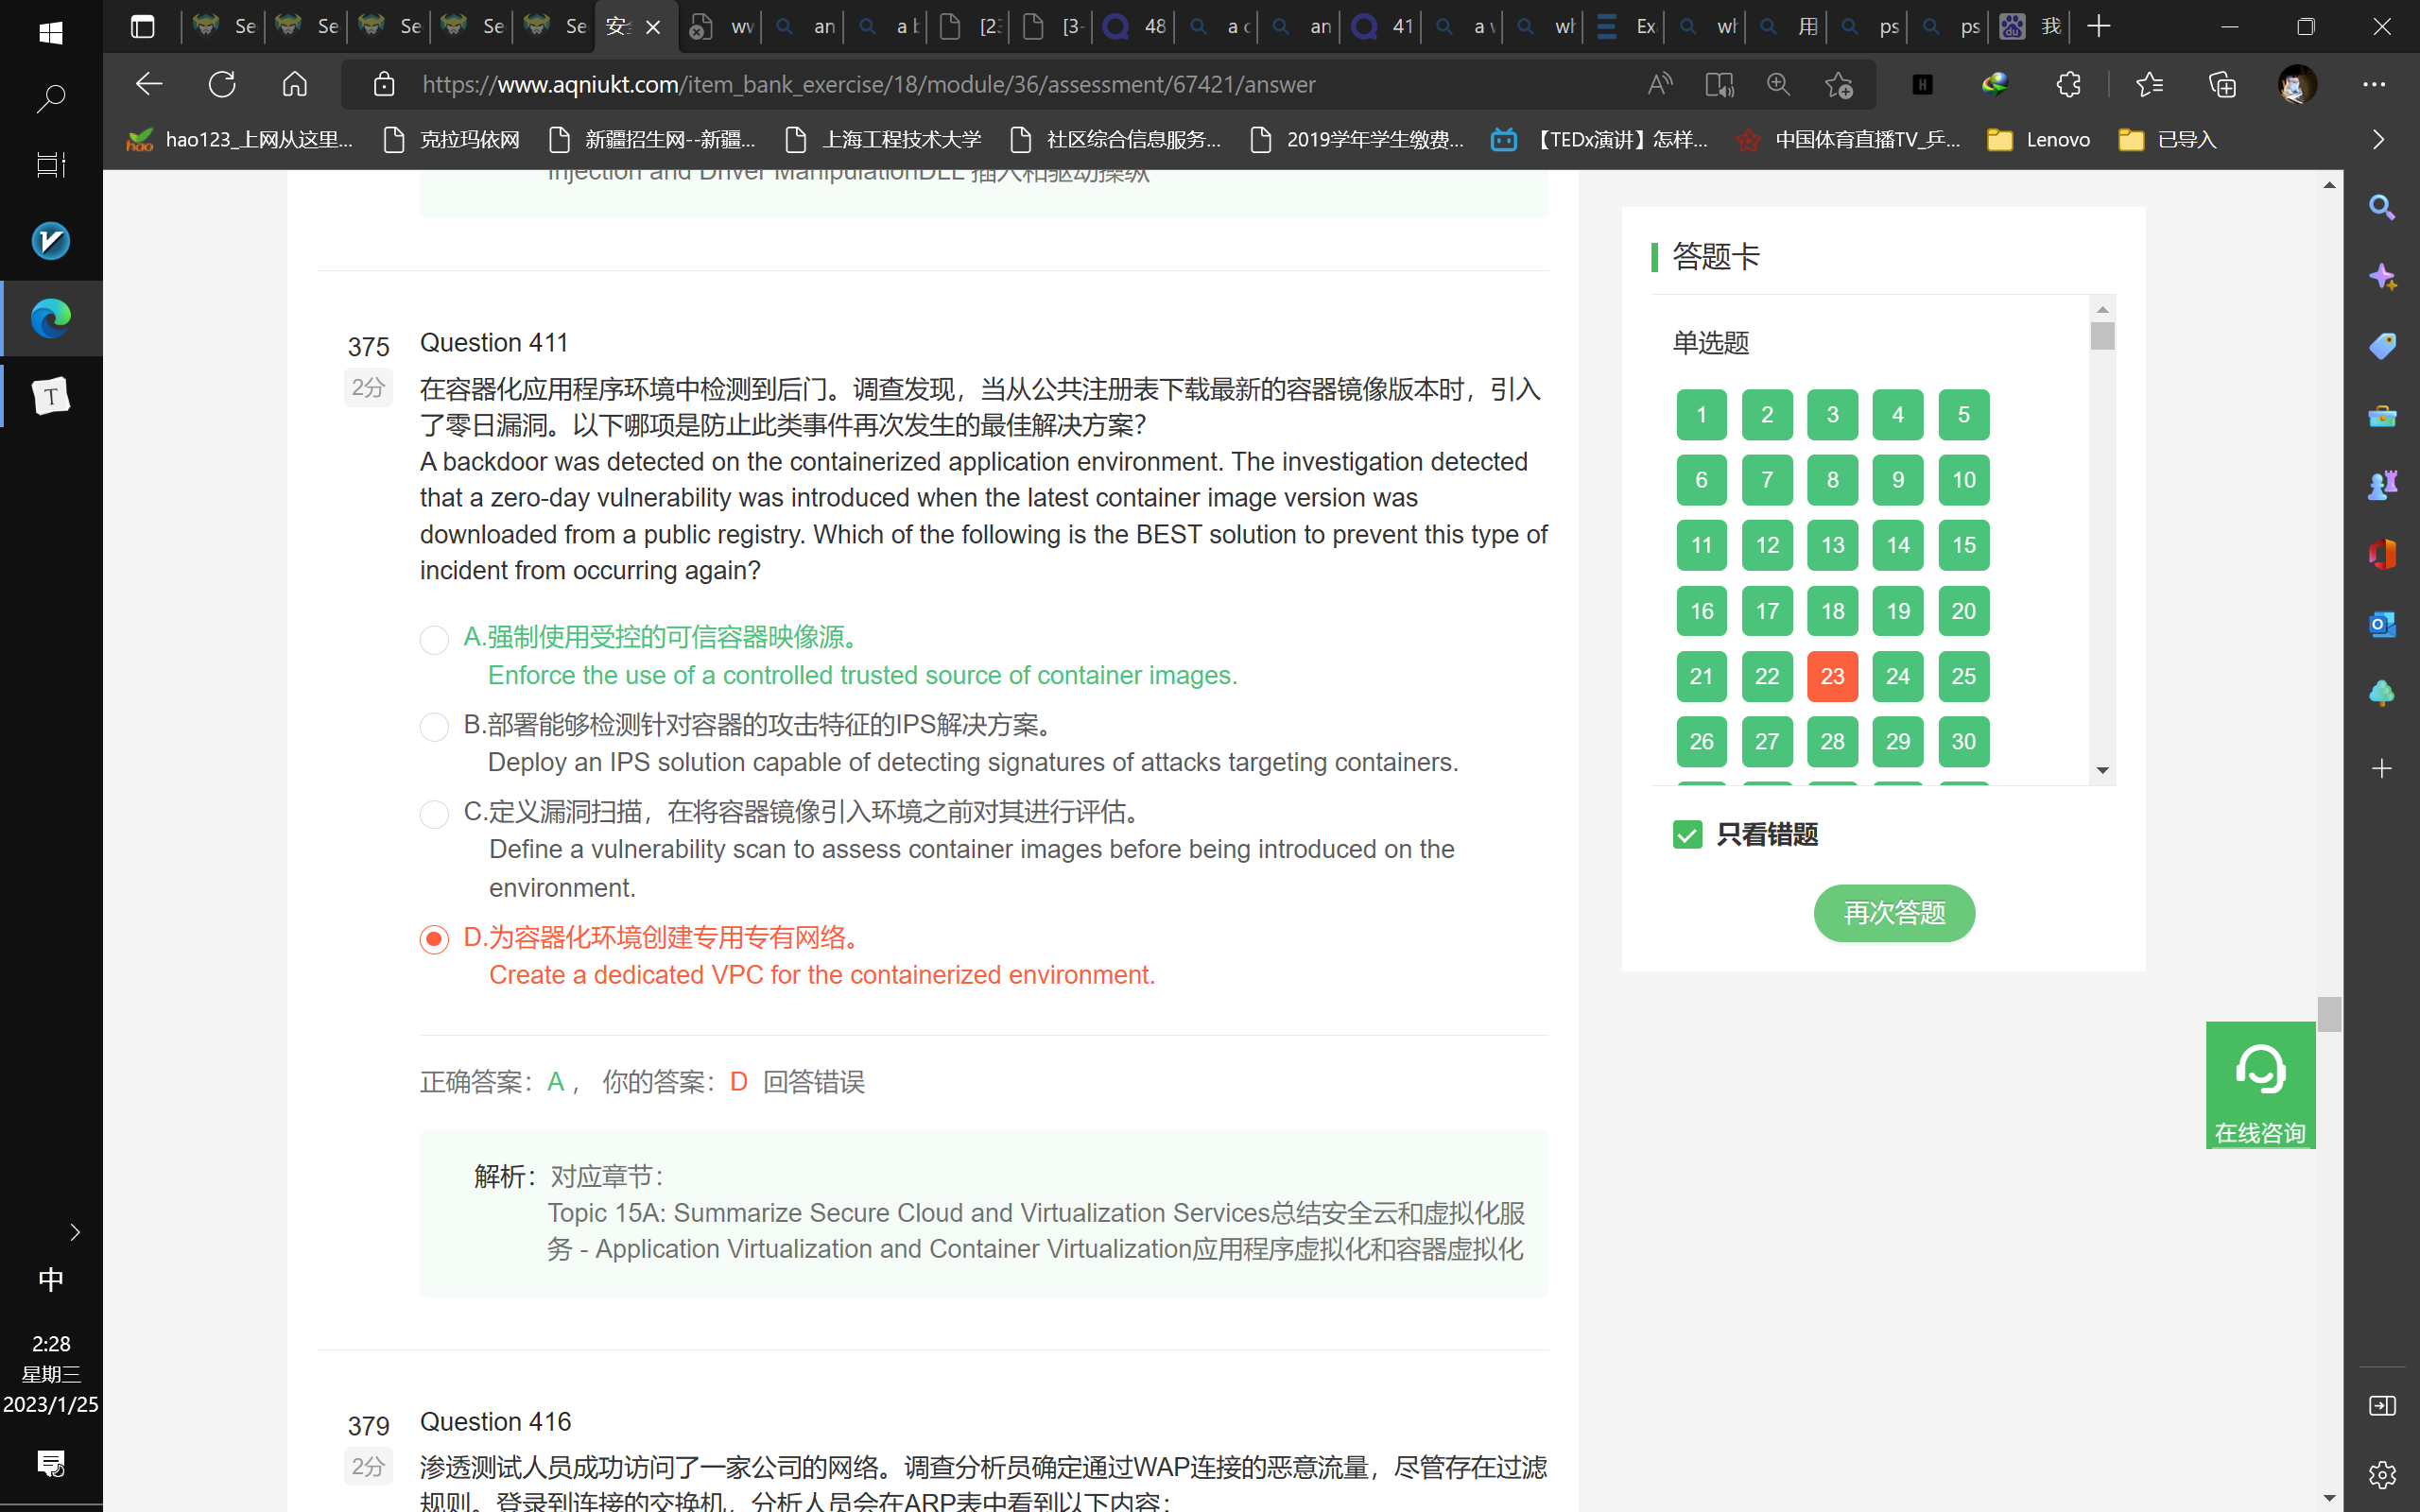 Se
Se
Se
Se
Se
安
wv
an
a b
[23
[3-
48
a c
an
41
a v
wh
Ex
wh
用
ps
ps
我
https://www.aqniukt.com/item_bank_exercise/18/module/36/assessment/67421/answer
hao123_上网从这里...
克拉玛依网
新疆招生网--新疆...
上海工程技术大学
社区综合信息服务...
2019学年学生缴费...
【TEDx演讲】怎样...
中国体育直播TV_乒...
Lenovo
已导入
Injection and Driver ManipulationDLL 插入和驱动操纵
375
2分
Question 411
在容器化应用程序环境中检测到后门。调查发现，当从公共注册表下载最新的容器镜像版本时，引入
了零日漏洞。以下哪项是防止此类事件再次发生的最佳解决方案？
A backdoor was detected on the containerized application environment. The investigation detected
that a zero-day vulnerability was introduced when the latest container image version was
downloaded from a public registry. Which of the following is the BEST solution to prevent this type of
incident from occurring again?
A.强制使用受控的可信容器映像源。
Enforce the use of a controlled trusted source of container images.
B.部署能够检测针对容器的攻击特征的IPS解决方案。
Deploy an IPS solution capable of detecting signatures of attacks targeting containers.
C.定义漏洞扫描，在将容器镜像引入环境之前对其进行评估。
Define a vulnerability scan to assess container images before being introduced on the
environment.
D.为容器化环境创建专用专有网络。
Create a dedicated VPC for the containerized environment.
正确答案：A， 你的答案：D 回答错误
解析：对应章节：
Topic 15A: Summarize Secure Cloud and Virtualization Services总结安全云和虚拟化服
务 - Application Virtualization and Container Virtualization应用程序虚拟化和容器虚拟化
379
2分
Question 416
渗透测试人员成功访问了一家公司的网络。调查分析员确定通过WAP连接的恶意流量，尽管存在过滤
规则。登录到连接的交换机，分析人员会在ARP表中看到以下内容：
答题卡
单选题
1 2 3 4 5
6 7 8 9 10
11 12 13 14 15
16 17 18 19 20
21 22 23 24 25
26 27 28 29 30
只看错题
再次答题
在线咨询
中
2:28
星期三
2023/1/25